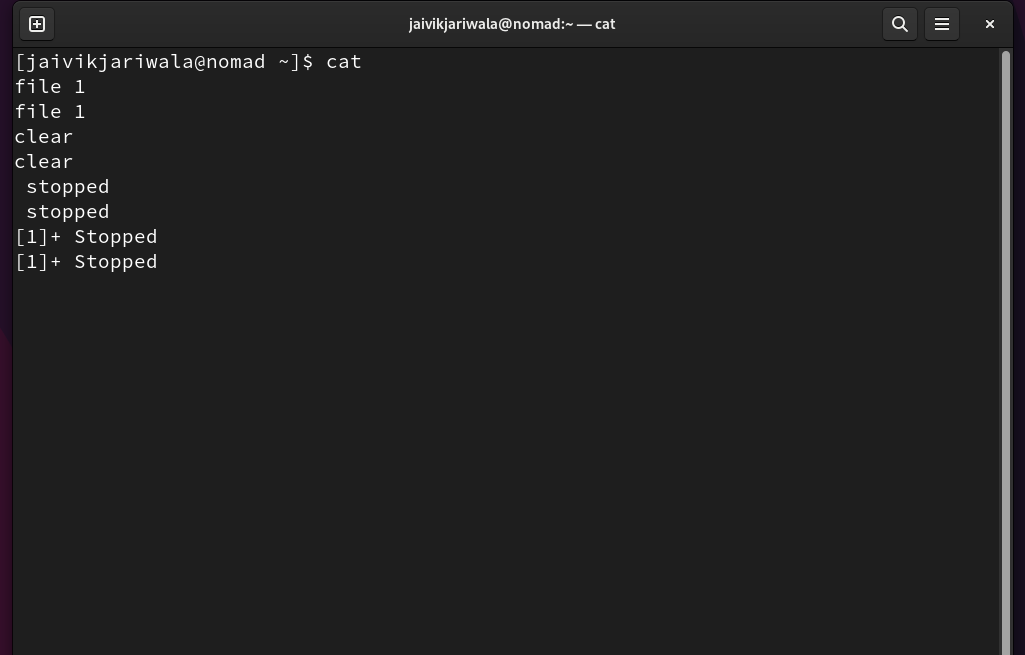 jaivikjariwala@nomad:~ — cat
[jaivikjariwala@nomad ~]$ cat
file 1
file 1
clear
clear
 stopped
 stopped
[1]+ Stopped
[1]+ Stopped